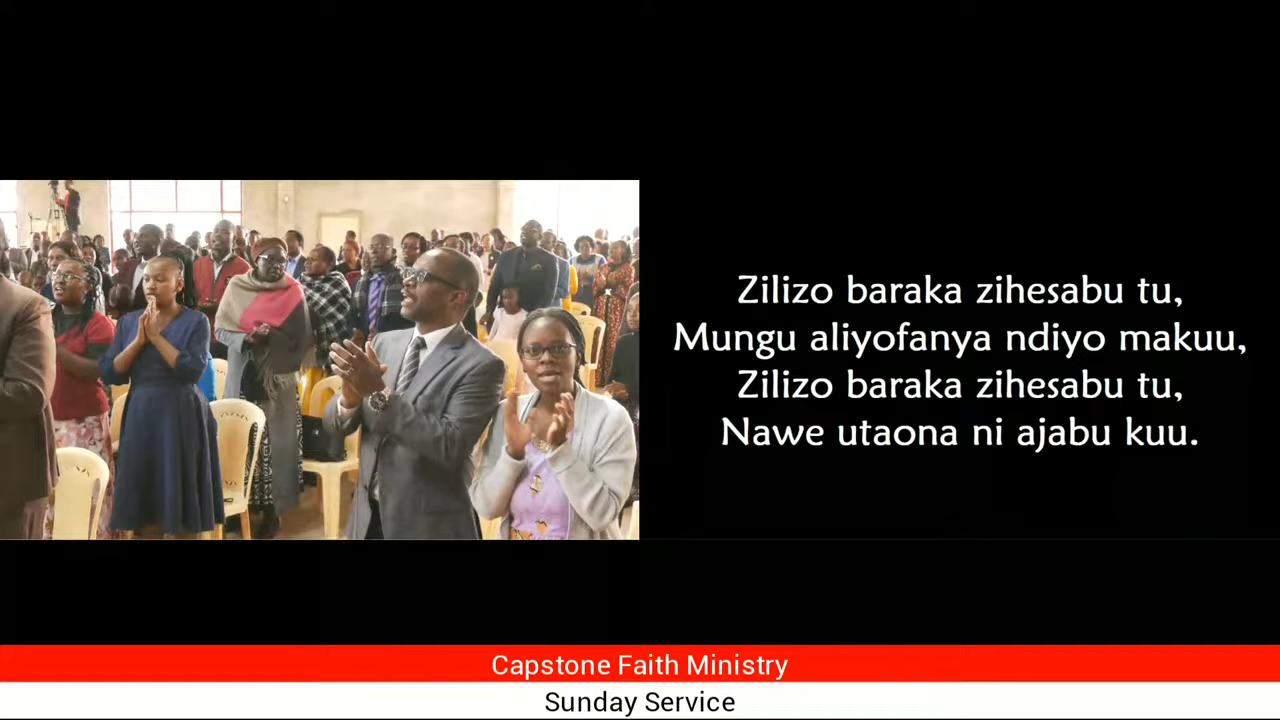 Zilizo baraka zihesabu tu,
Mungu aliyofanya ndiyo makuu,
Zilizo baraka zihesabu tu,
Nawe utaona ni ajabu kuu.
Capstone Faith Ministry
Sunday Service